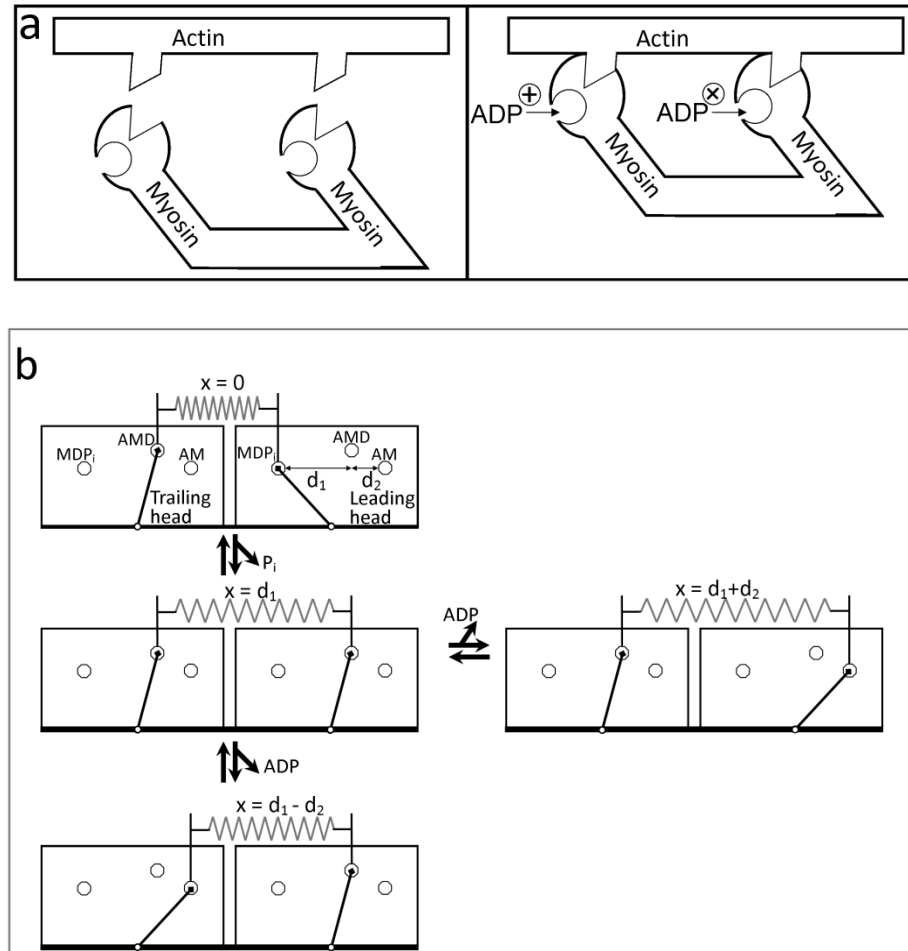 a
Actin
Myosin
Myosin
Actin
ADP
ADP
Myosin
Myosin
b
x = 0
MDPᵢ
AMD
AM
Trailing
head
MDPᵢ
AMD
AM
d₁
d₂
Leading
head
Pᵢ
x = d₁
ADP
x = d₁+d₂
ADP
x = d₁ - d₂